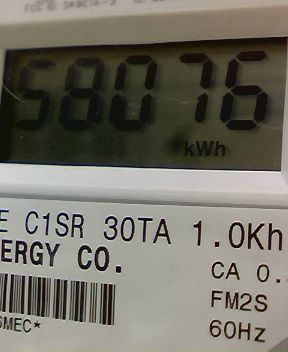 58076
kWh
E C1SR 30TA 1.0Kh
ERGY CO.
CA 0.
FM2S
60Hz
SMEC*